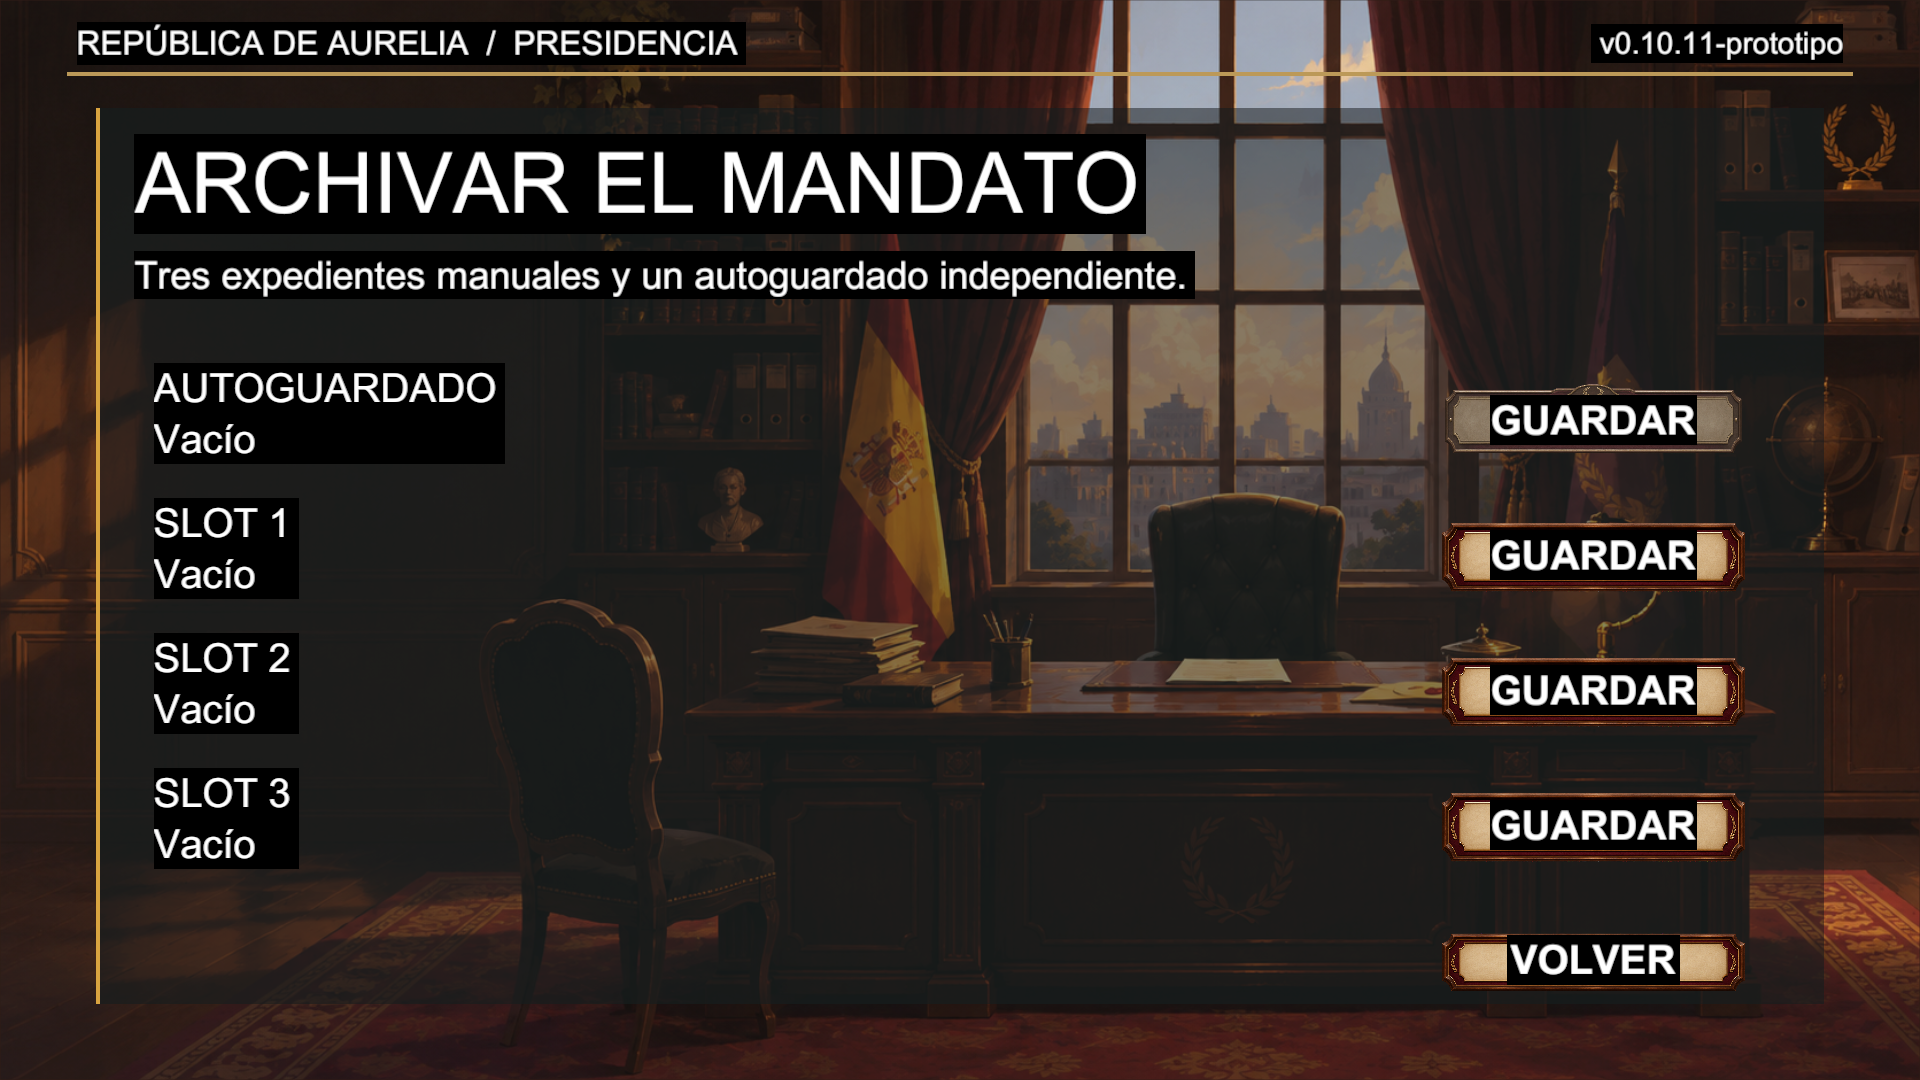 REPÚBLICA DE AURELIA / PRESIDENCIA
v0.10.11-prototipo
ARCHIVAR EL MANDATO
Tres expedientes manuales y un autoguardado independiente.
AUTOGUARDADO
Vacío
GUARDAR
SLOT 1
Vacío
GUARDAR
SLOT 2
Vacío
GUARDAR
SLOT 3
Vacío
GUARDAR
VOLVER